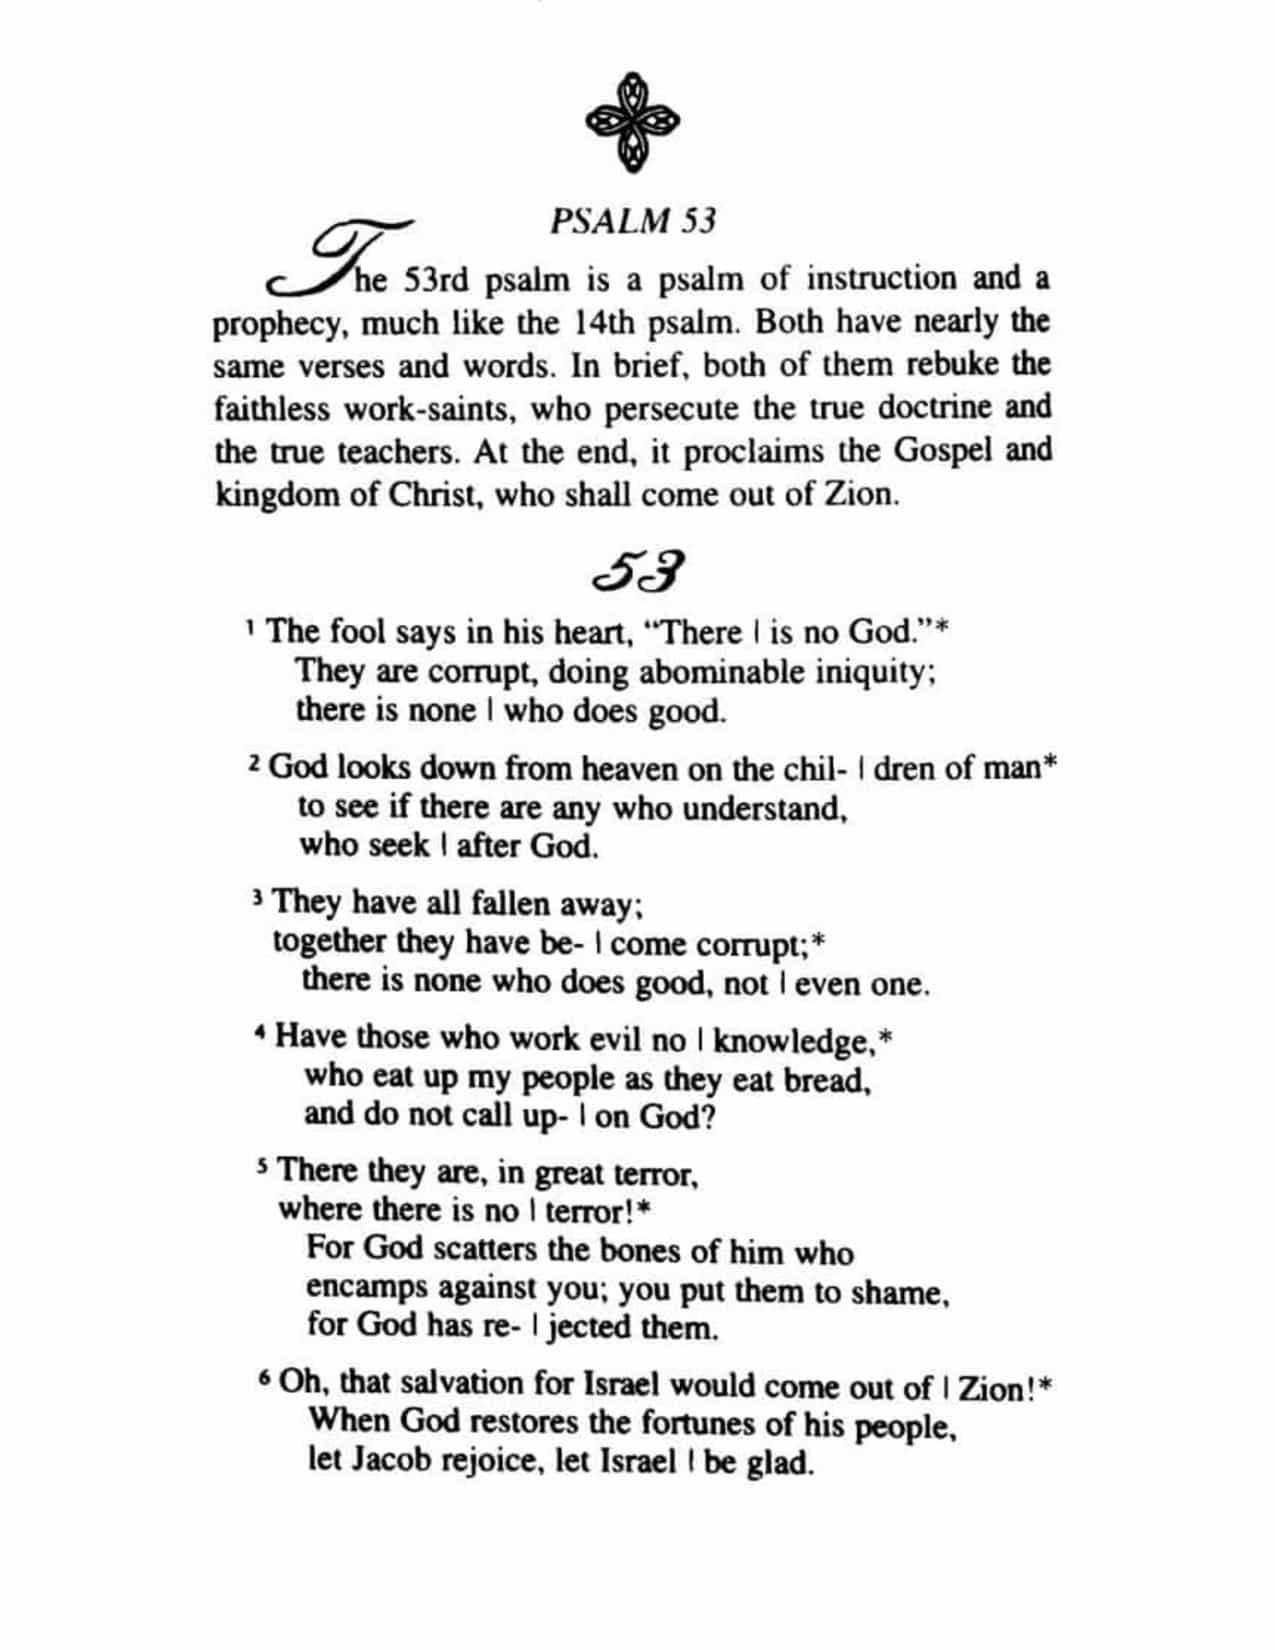 PSALM 53
The 53rd psalm is a psalm of instruction and a
prophecy, much like the 14th psalm. Both have nearly the
same verses and words. In brief, both of them rebuke the
faithless work-saints, who persecute the true doctrine and
the true teachers. At the end, it proclaims the Gospel and
kingdom of Christ, who shall come out of Zion.
53
1 The fool says in his heart, “There | is no God.”*
They are corrupt, doing abominable iniquity;
there is none | who does good.
2 God looks down from heaven on the chil- | dren of man*
to see if there are any who understand,
who seek | after God.
3 They have all fallen away;
together they have be- | come corrupt;*
there is none who does good, not | even one.
4 Have those who work evil no | knowledge,*
who eat up my people as they eat bread,
and do not call up- | on God?
5 There they are, in great terror,
where there is no | terror!*
For God scatters the bones of him who
encamps against you; you put them to shame,
for God has re- | jected them.
6 Oh, that salvation for Israel would come out of | Zion!*
When God restores the fortunes of his people,
let Jacob rejoice, let Israel | be glad.